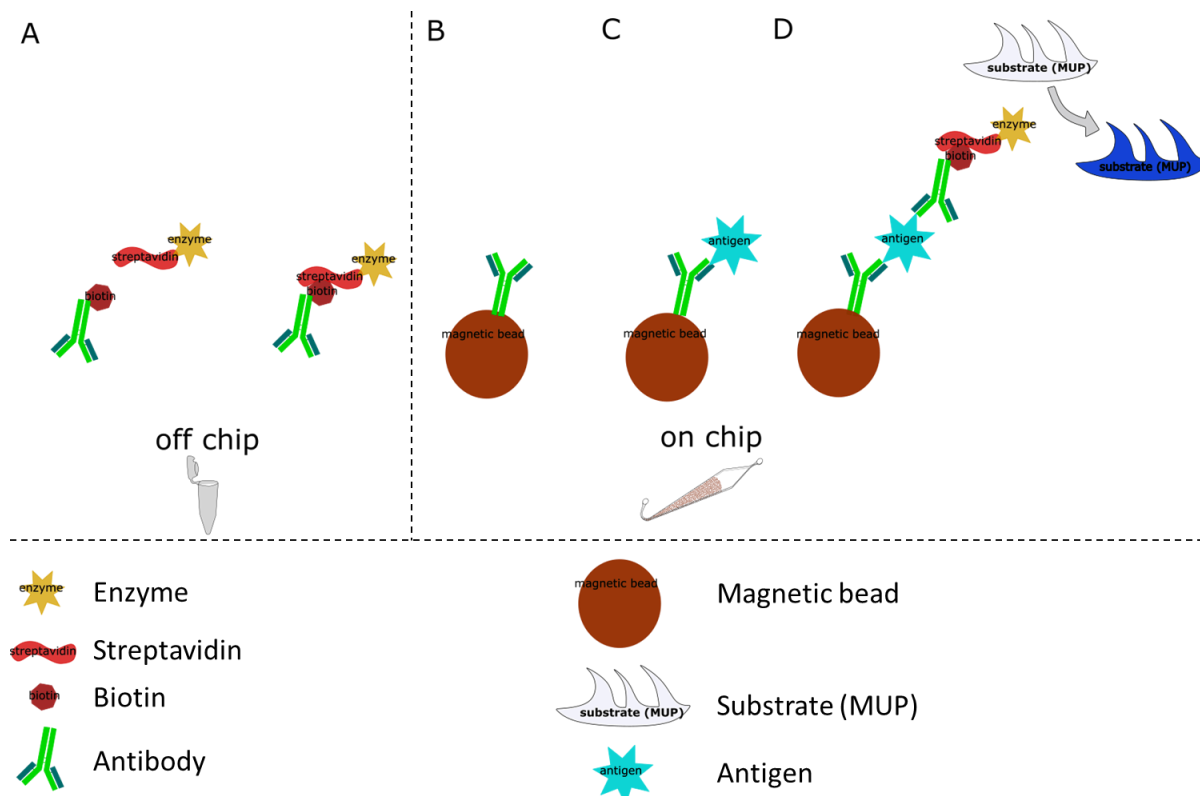 A
B
C
D
substrate (MUP)
substrate (MUP)
enzyme
streptavidin
biotin
antigen
magnetic bead
antigen
magnetic bead
magnetic bead
enzyme
streptavidin
biotin
enzyme
streptavidin
biotin
off chip
on chip
enzyme
Enzyme
streptavidin
Streptavidin
biotin
Biotin
Antibody
magnetic bead
Magnetic bead
substrate (MUP)
Substrate (MUP)
antigen
Antigen